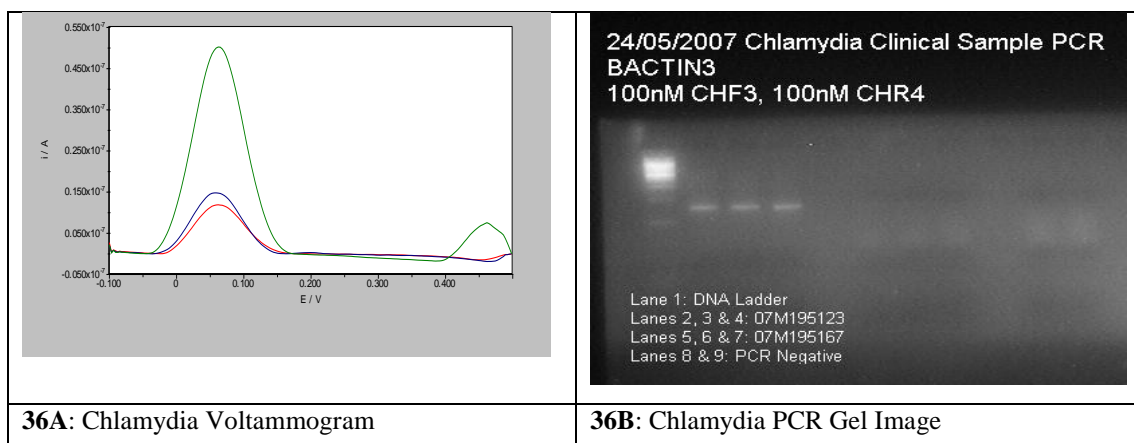 0.550x10-7
0.450x10-7
0.350x10-7
0.250x10-7
0.150x10-7
0.050x10-7
-0.050x10-7
i / A
-0.100
0
0.100
0.200
0.300
0.400
E / V
24/05/2007 Chlamydia Clinical Sample PCR
BACTIN3
100nM CHF3, 100nM CHR4
Lane 1: DNA Ladder
Lanes 2, 3 & 4: 07M195123
Lanes 5, 6 & 7: 07M195167
Lanes 8 & 9: PCR Negative
36A: Chlamydia Voltammogram
36B: Chlamydia PCR Gel Image